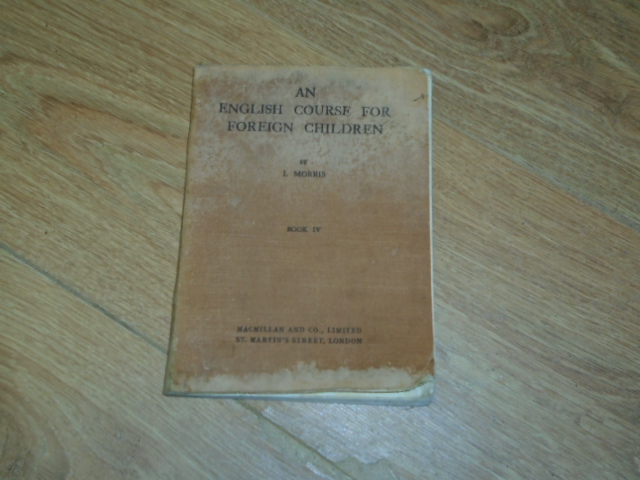 AN
ENGLISH COURSE FOR
FOREIGN CHILDREN
BY
I. MORRIS
BOOK IV
MACMILLAN AND CO., LIMITED
ST. MARTIN'S STREET, LONDON